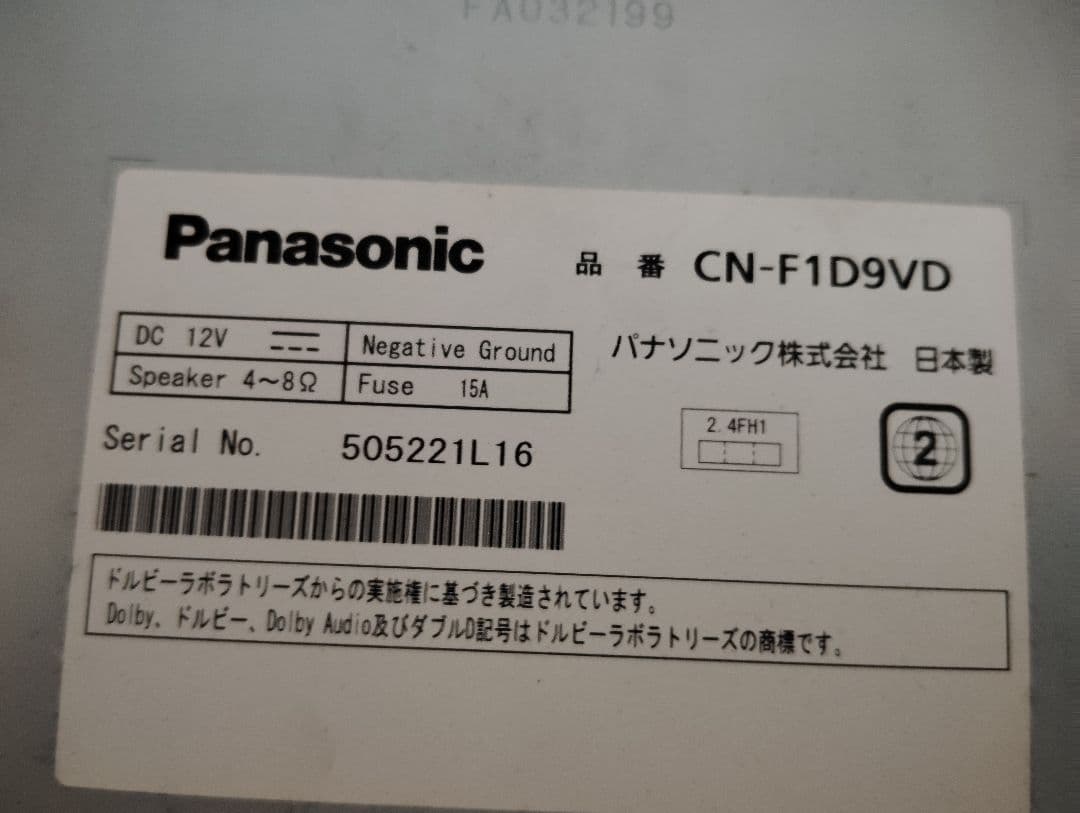 FA032199
Panasonic
品 番 CN-F1D9VD
DC 12V
Negative Ground
Speaker 4～8Ω
Fuse 15A
パナソニック株式会社 日本製
Serial No. 505221L16
2.4FH1
2
ドルビーラボラトリーズからの実施権に基づき製造されています。
Dolby、ドルビー、Dolby Audio及びダブルD記号はドルビーラボラトリーズの商標です。